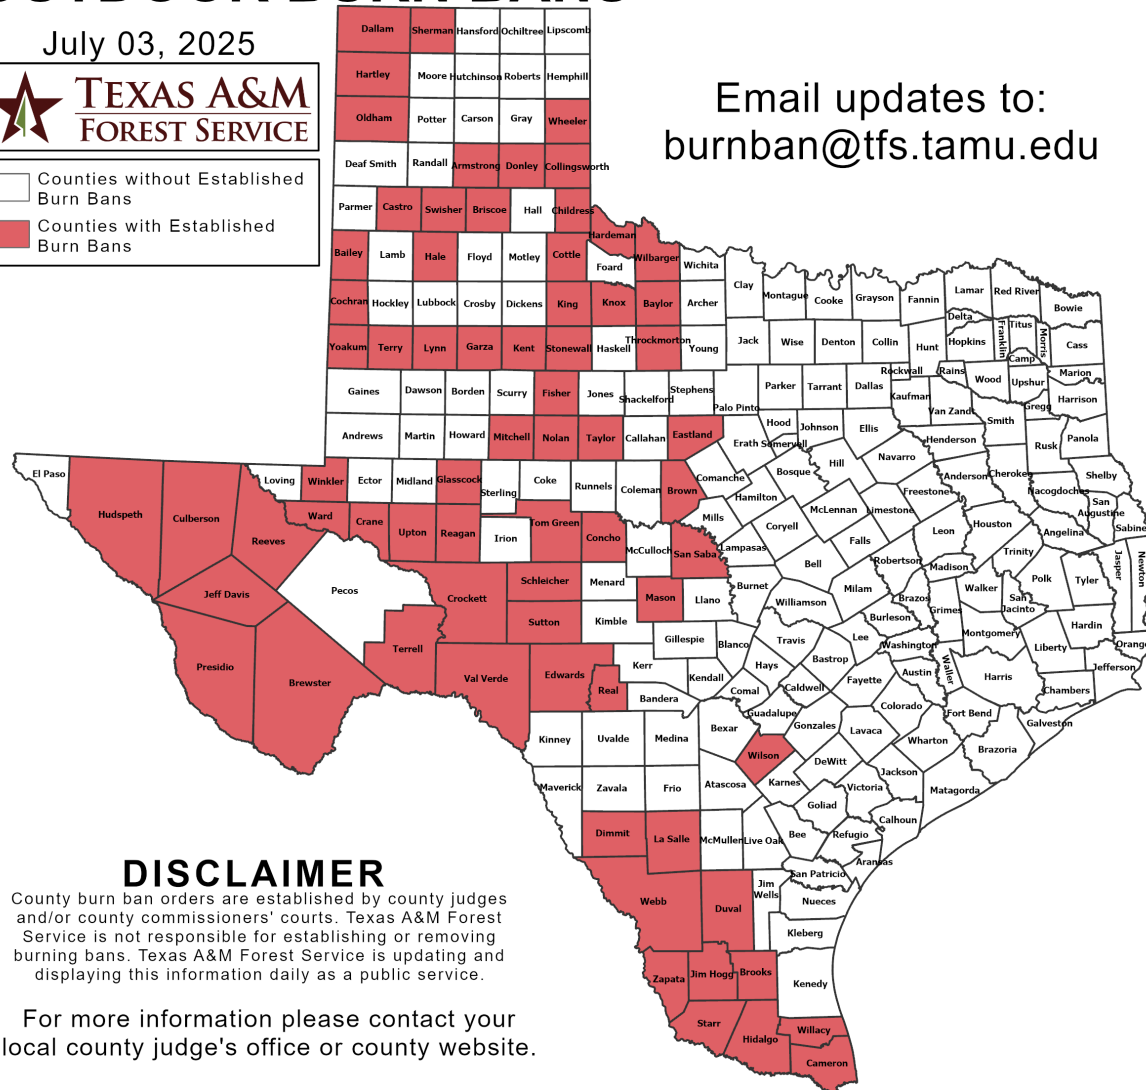 OUTDOOR BURN BANS
July 03, 2025
TEXAS A&M
FOREST SERVICE
Counties without Established
Burn Bans
Counties with Established
Burn Bans
Email updates to:
burnban@tfs.tamu.edu
Dallam Sherman Hansford Ochiltree Lipscomb
Hartley Moore Hutchinson Roberts Hemphill
Oldham Potter Carson Gray Wheeler
Deaf Smith Randall Armstrong Donley Collingsworth
Parmer Castro Swisher Briscoe Hall Childress
Hardeman
Bailey Lamb Hale Floyd Motley Cottle Foard Wilbarger Wichita
Clay Montague Cooke Grayson Fannin Lamar Red River Bowie
Cochran Hockley Lubbock Crosby Dickens King Knox Baylor Archer
Delta Titus Franklin Morris
Yoakum Terry Lynn Garza Kent Stonewall Haskell Throckmorton Young Jack Wise Denton Collin Hunt Hopkins Camp Cass
Rockwall Rains Wood Upshur Marion
Gaines Dawson Borden Scurry Fisher Jones Shackelford Stephens Palo Pinto Parker Tarrant Dallas Kaufman Van Zandt Gregg Harrison
Andrews Martin Howard Mitchell Nolan Taylor Callahan Eastland Erath Hood Somervell Johnson Ellis Henderson Smith Rusk Panola
El Paso Loving Winkler Ector Midland Glasscock Sterling Coke Runnels Coleman Brown Comanche Bosque Hill Navarro Anderson Cherokee Shelby
Hamilton McLennan Limestone Freestone Nacogdoches San
Augustine Sabine
Hudspeth Culberson Reeves Ward Crane Upton Reagan Irion Tom Green Concho McCulloch San Saba Mills Lampasas Coryell Falls Leon Houston Angelina
Bell Robertson Madison Trinity Jasper Newton
Jeff Davis Pecos Crockett Schleicher Menard Mason Llano Burnet Williamson Milam Brazos Grimes Walker San
Jacinto Polk Tyler
Sutton Kimble Burleson Hardin
Presidio Brewster Terrell Val Verde Edwards Real Kerr Gillespie Blanco Travis Lee Washington Montgomery Liberty Orange
Kendall Hays Bastrop Fayette Austin Waller Harris Jefferson
Bandera Comal Caldwell Colorado Fort Bend Chambers
Kinney Uvalde Medina Bexar Guadalupe Gonzales Lavaca Wharton Brazoria Galveston
Wilson DeWitt Jackson Matagorda
Maverick Zavala Frio Atascosa Karnes Victoria
Goliad Calhoun
Dimmit La Salle McMullen Live Oak Bee Refugio Aransas
San Patricio
Webb Duval Jim
Wells Nueces
Kleberg
Zapata Jim Hogg Brooks Kenedy
Starr Hidalgo Willacy
Cameron
DISCLAIMER
County burn ban orders are established by county judges
and/or county commissioners' courts. Texas A&M Forest
Service is not responsible for establishing or removing
burning bans. Texas A&M Forest Service is updating and
displaying this information daily as a public service.
For more information please contact your
local county judge's office or county website.